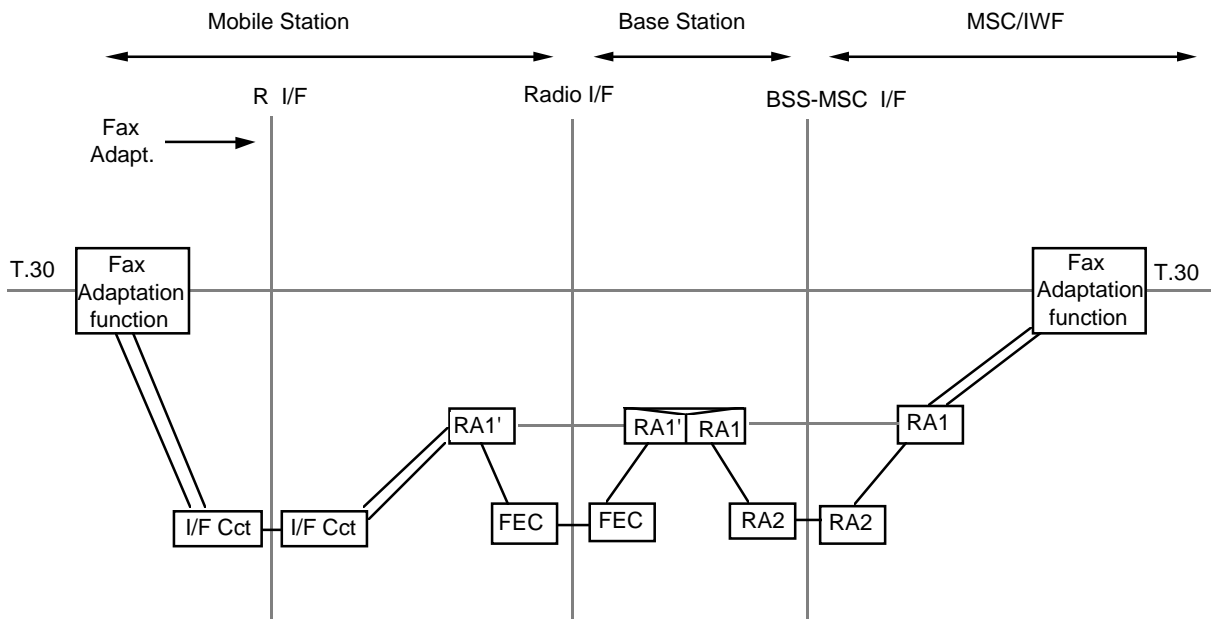 Mobile Station
Base Station
MSC/IWF
R I/F
Radio I/F
BSS-MSC I/F
Fax
Adapt.
T.30
Fax
Adaptation
function
Fax
Adaptation
function
T.30
RA1'
RA1'
RA1
RA1
I/F Cct
I/F Cct
FEC
FEC
RA2
RA2